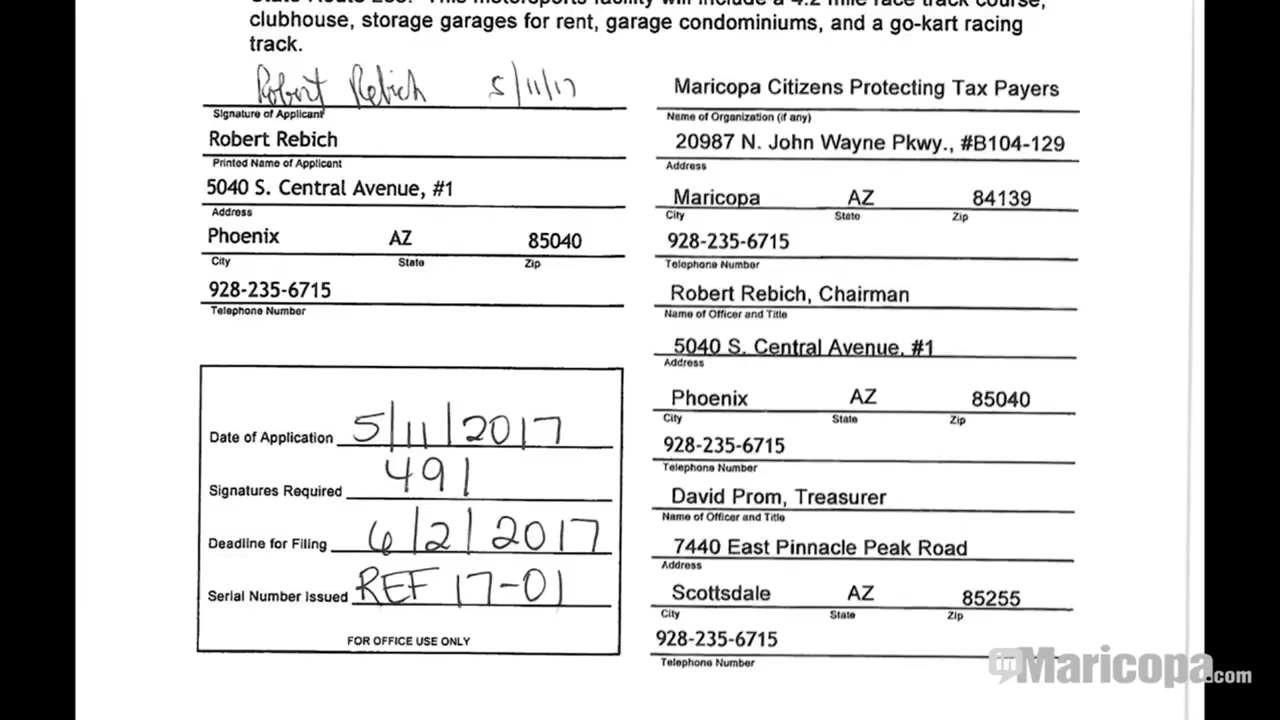 clubhouse, storage garages for rent, garage condominiums, and a go-kart racing
track.
Robert Rebich 5/11/17
Signature of Applicant
Robert Rebich
Printed Name of Applicant
5040 S. Central Avenue, #1
Address
Phoenix AZ 85040
City State Zip
928-235-6715
Telephone Number
Date of Application 5/11/2017
Signatures Required 491
Deadline for Filing 6/2/2017
Serial Number Issued REF 17-01
FOR OFFICE USE ONLY
Maricopa Citizens Protecting Tax Payers
Name of Organization (if any)
20987 N. John Wayne Pkwy., #B104-129
Address
Maricopa AZ 84139
City State Zip
928-235-6715
Telephone Number
Robert Rebich, Chairman
Name of Officer and Title
5040 S. Central Avenue, #1
Address
Phoenix AZ 85040
City State Zip
928-235-6715
Telephone Number
David Prom, Treasurer
Name of Officer and Title
7440 East Pinnacle Peak Road
Address
Scottsdale AZ 85255
City State Zip
928-235-6715
Telephone Number
inMaricopa.com